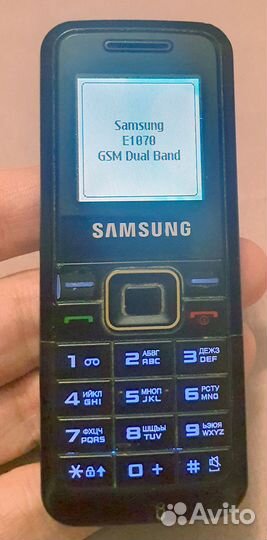 Samsung
E1070
GSM Dual Band
SAMSUNG
1 2 АБВГ ABC 3 ДЕЖЗ DEF
4 ИЙКЛ GHI 5 МНОП JKL 6 РСТУ MNO
7 ФХЦЧ PQRS 8 ШЩЪЫ TUV 9 ЬЭЮЯ WXYZ
* 0 + #
Avito